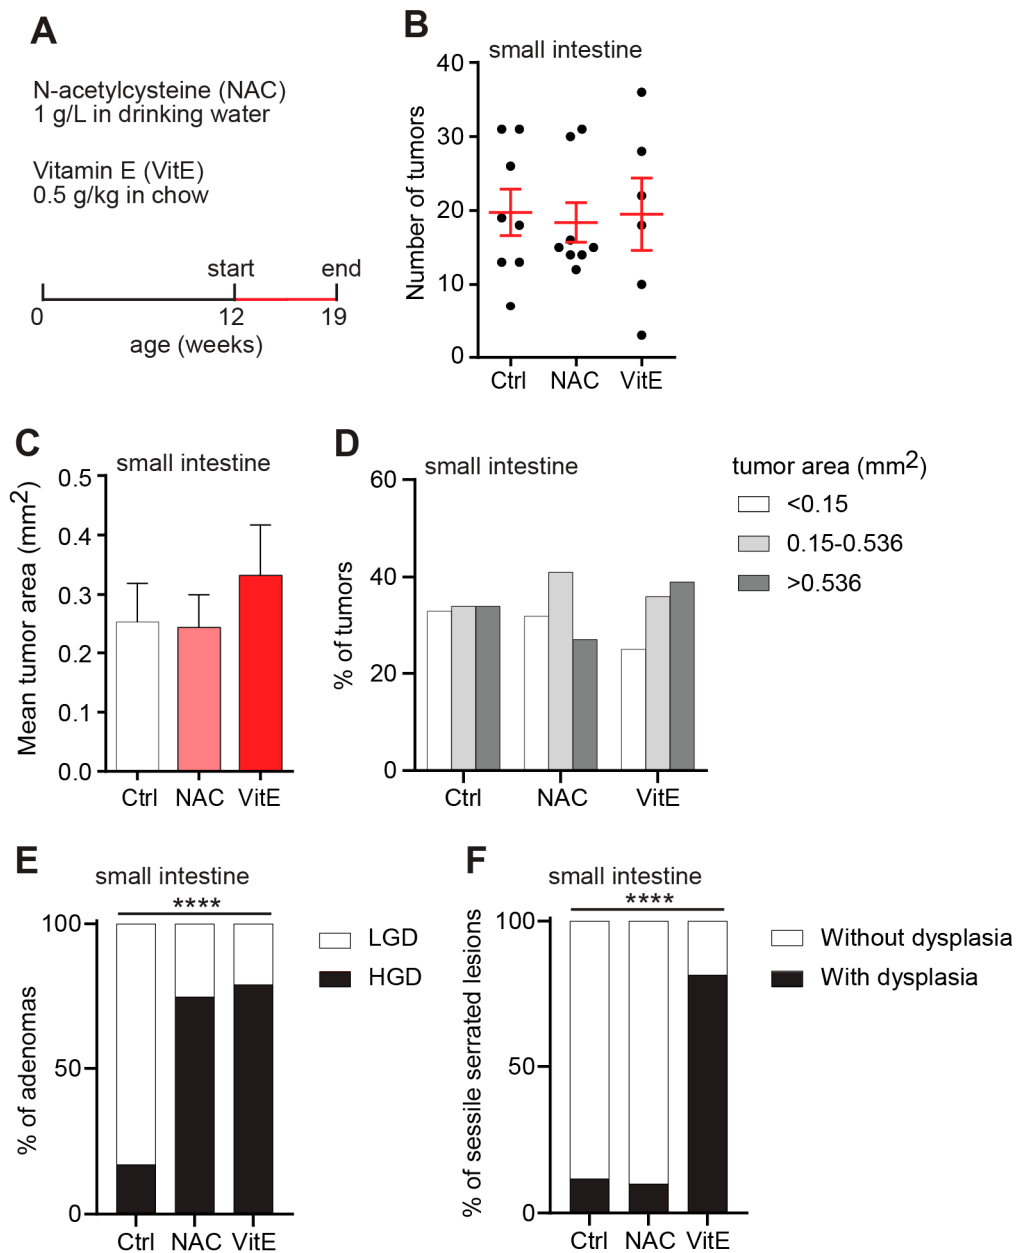 A
N-acetylcysteine (NAC)
1 g/L in drinking water
Vitamin E (VitE)
0.5 g/kg in chow
start end
0 12 19
age (weeks)
B
small intestine
Number of tumors
40
30
20
10
0
Ctrl NAC VitE
C
small intestine
Mean tumor area (mm2)
0.5
0.4
0.3
0.2
0.1
0.0
Ctrl NAC VitE
D
small intestine
% of tumors
60
40
20
0
Ctrl NAC VitE
tumor area (mm2)
<0.15
0.15-0.536
>0.536
E
small intestine
****
% of adenomas
100
50
0
Ctrl NAC VitE
LGD
HGD
F
small intestine
****
% of sessile serrated lesions
100
50
0
Ctrl NAC VitE
Without dysplasia
With dysplasia